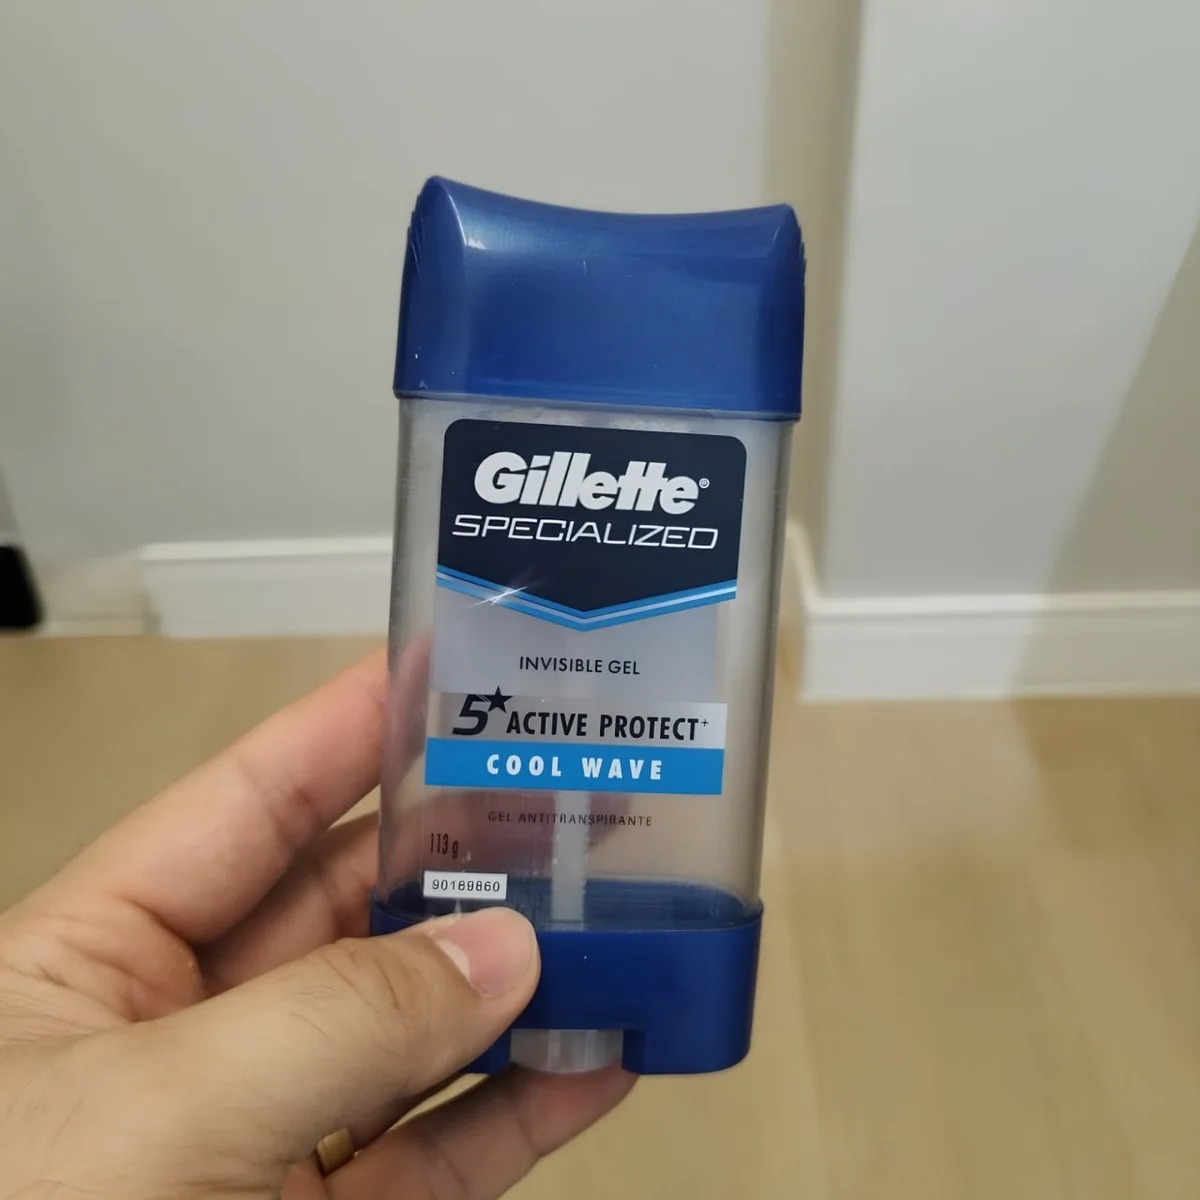 Gillette®
SPECIALIZED
INVISIBLE GEL
5★ ACTIVE PROTECT+
COOL WAVE
GEL ANTITRANSPIRANTE
113 g
90169860